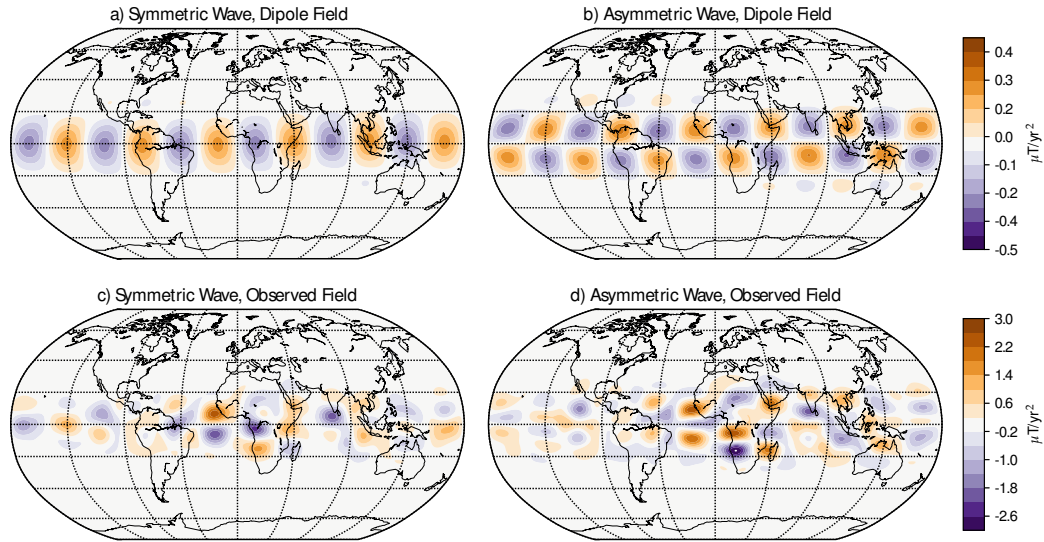 a) Symmetric Wave, Dipole Field
b) Asymmetric Wave, Dipole Field
0.4
0.3
0.2
0.1
0.0
-0.1
-0.2
-0.4
-0.5
μT/yr²
c) Symmetric Wave, Observed Field
d) Asymmetric Wave, Observed Field
3.0
2.2
1.4
0.6
-0.2
-1.0
-1.8
-2.6
μT/yr²